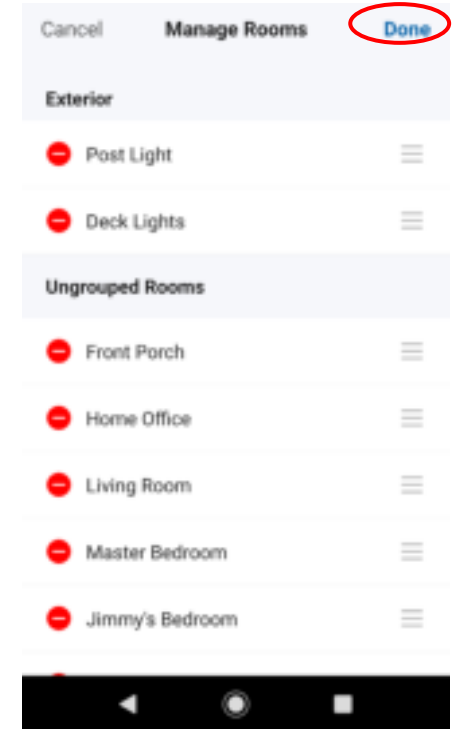 Cancel Manage Rooms Done
Exterior
Post Light
Deck Lights
Ungrouped Rooms
Front Porch
Home Office
Living Room
Master Bedroom
Jimmy's Bedroom